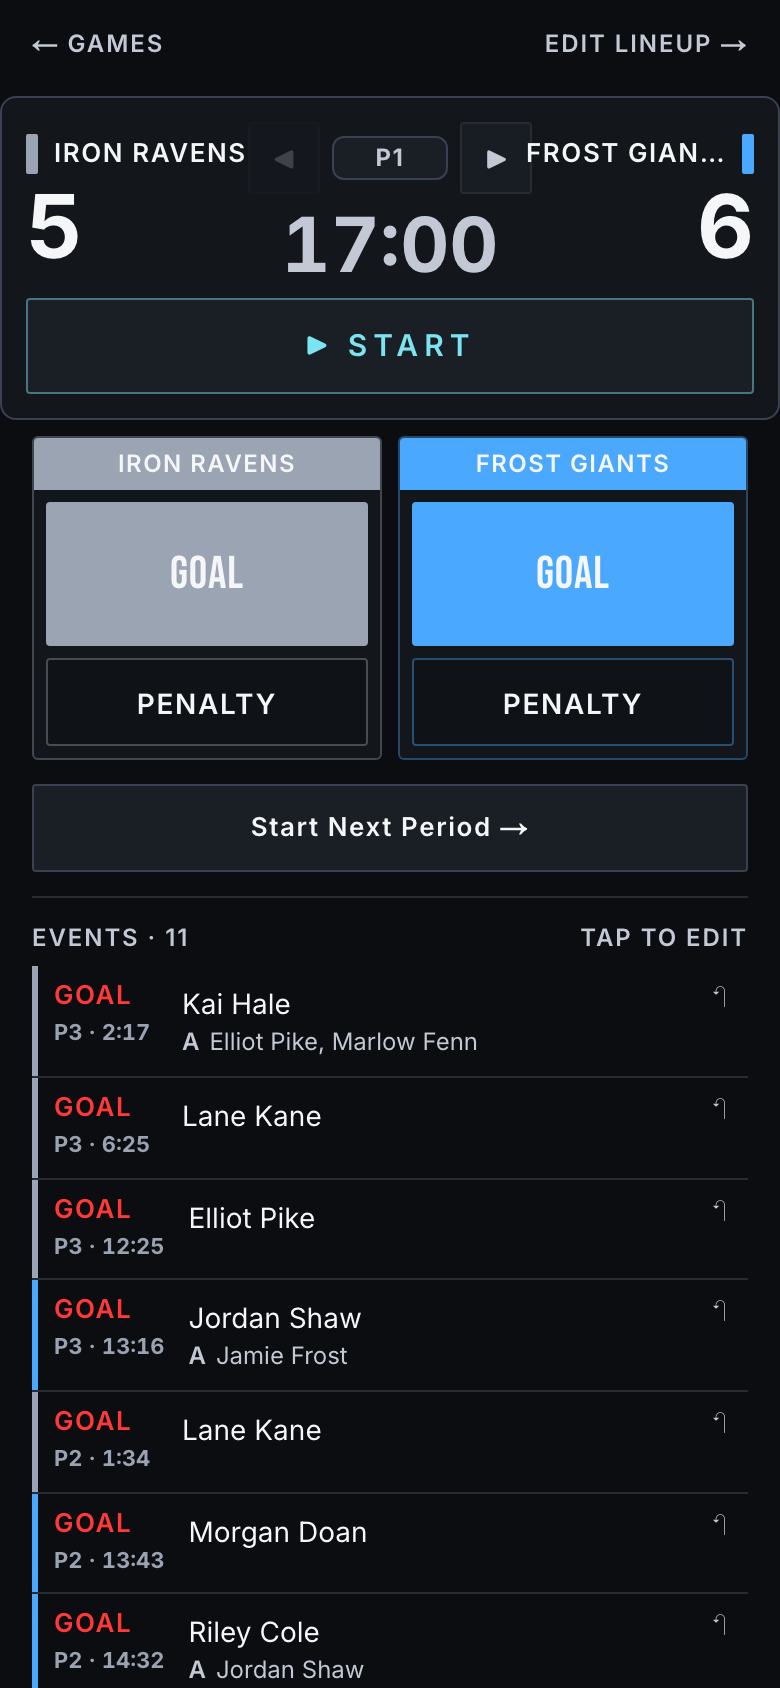 ← GAMES
EDIT LINEUP →
IRON RAVENS
◀
P1
▶
FROST GIAN...
5
17:00
6
▶ START
IRON RAVENS
FROST GIANTS
GOAL
GOAL
PENALTY
PENALTY
Start Next Period →
EVENTS · 11
TAP TO EDIT
GOAL
Kai Hale
P3 · 2:17
A Elliot Pike, Marlow Fenn
GOAL
Lane Kane
P3 · 6:25
GOAL
Elliot Pike
P3 · 12:25
GOAL
Jordan Shaw
P3 · 13:16
A Jamie Frost
GOAL
Lane Kane
P2 · 1:34
GOAL
Morgan Doan
P2 · 13:43
GOAL
Riley Cole
P2 · 14:32
A Jordan Shaw